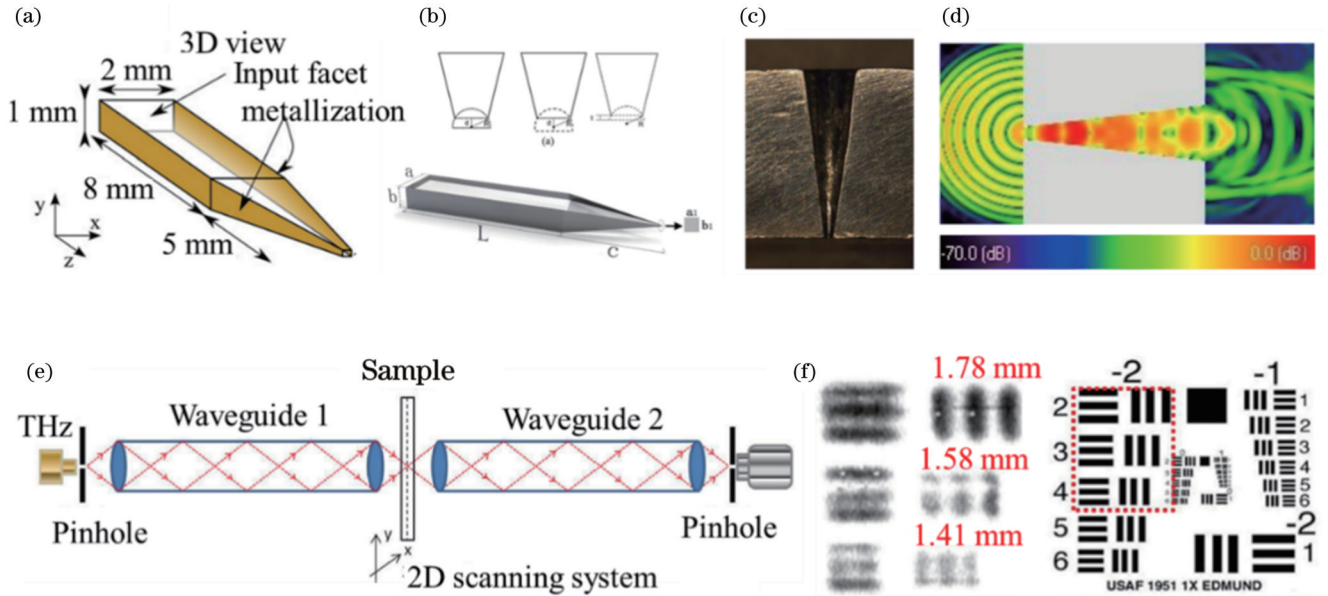 (a)
3D view
2 mm
Input facet
metallization
1 mm
8 mm
5 mm
y
x
z
(b)
(a)
a
b
L
C
a1
b1
(c)
(d)
-70.0 (dB)
0.0 (dB)
(e)
Sample
THz
Waveguide 1
Waveguide 2
Pinhole
Pinhole
y
x
2D scanning system
(f)
1.78 mm
1.58 mm
1.41 mm
-2
-1
2
3
4
5
6
1
2
3
4
5
6
-2
1
USAF 1951 1X EDMUND